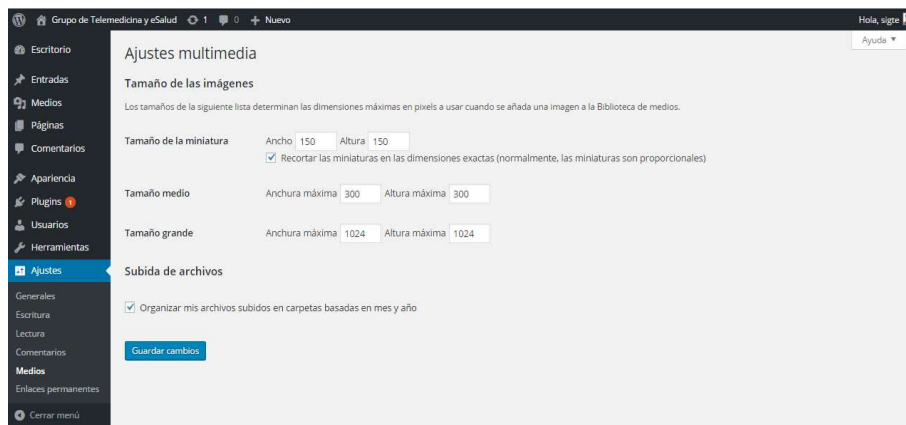 Grupo de Telemedicina y eSalud 1 0 + Nuevo Hola, sigte
Ayuda
Escritorio
Entradas
Medios
Páginas
Comentarios
Apariencia
Plugins 1
Usuarios
Herramientas
Ajustes
Generales
Escritura
Lectura
Comentarios
Medios
Enlaces permanentes
Cerrar menú
Ajustes multimedia
Tamaño de las imágenes
Los tamaños de la siguiente lista determinan las dimensiones máximas en pixels a usar cuando se añada una imagen a la Biblioteca de medios.
Tamaño de la miniatura Ancho 150 Altura 150
Recortar las miniaturas en las dimensiones exactas (normalmente, las miniaturas son proporcionales)
Tamaño medio Anchura máxima 300 Altura máxima 300
Tamaño grande Anchura máxima 1024 Altura máxima 1024
Subida de archivos
Organizar mis archivos subidos en carpetas basadas en mes y año
Guardar cambios